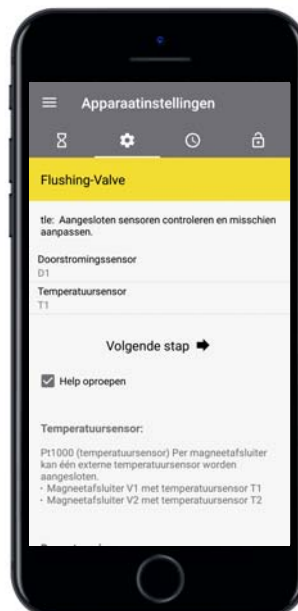 Apparaatinstellingen
Flushing-Valve
tle: Aangesloten sensoren controleren en misschien
aanpassen.
Doorstromingssensor
D1
Temperatuursensor
T1
Volgende stap
Help oproepen
Temperatuursensor:
Pt1000 (temperatuursensor) Per magneetafsluiter
kan één externe temperatuursensor worden
aangesloten.
- Magneetafsluiter V1 met temperatuursensor T1
- Magneetafsluiter V2 met temperatuursensor T2